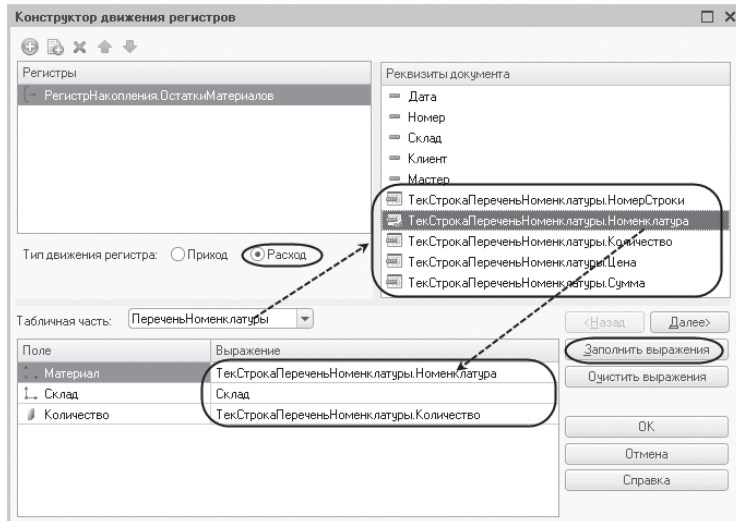 Конструктор движения регистров
Регистры
РегистрНакопления.ОстаткиМатериалов
Реквизиты документа
Дата
Номер
Склад
Клиент
Мастер
ТекСтрокаПереченьНоменклатуры.НомерСтроки
ТекСтрокаПереченьНоменклатуры.Номенклатура
ТекСтрокаПереченьНоменклатуры.Количество
ТекСтрокаПереченьНоменклатуры.Цена
ТекСтрокаПереченьНоменклатуры.Сумма
Тип движения регистра: Приход Расход
Табличная часть: ПереченьНоменклатуры
<Назад Далее>
Поле Выражение
Материал ТекСтрокаПереченьНоменклатуры.Номенклатура
Склад Склад
Количество ТекСтрокаПереченьНоменклатуры.Количество
Заполнить выражения
Очистить выражения
OK
Отмена
Справка